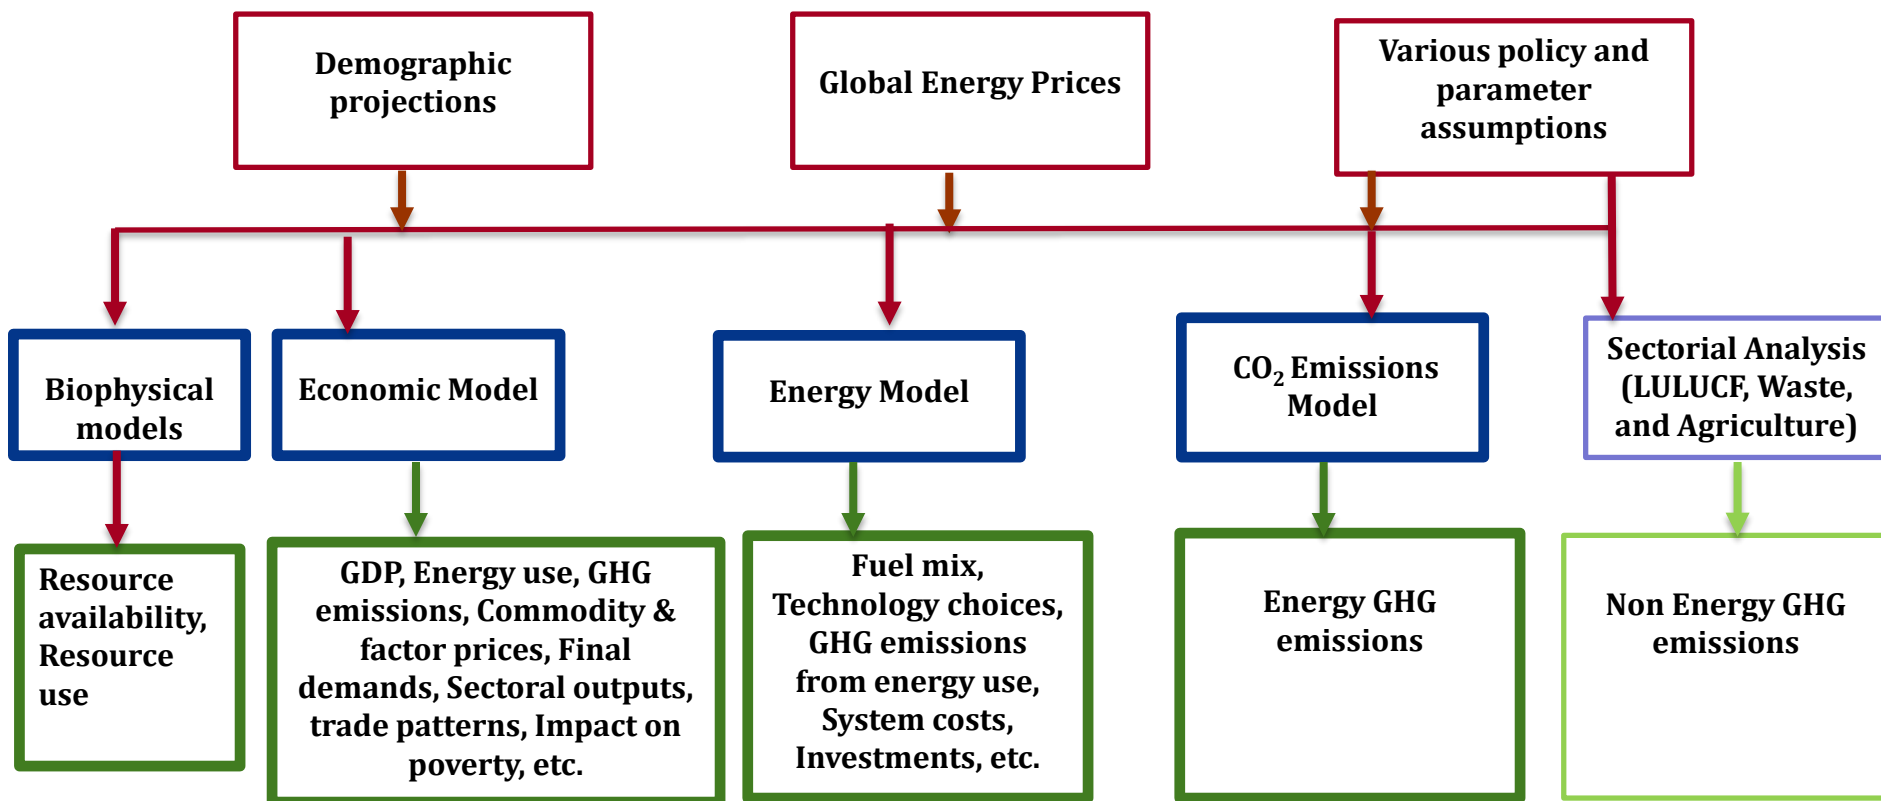 Demographic
projections
Global Energy Prices
Various policy and
parameter
assumptions
Biophysical
models
Economic Model
Energy Model
CO₂ Emissions
Model
Sectorial Analysis
(LULUCF, Waste,
and Agriculture)
Resource
availability,
Resource
use
GDP, Energy use, GHG
emissions, Commodity &
factor prices, Final
demands, Sectoral outputs,
trade patterns, Impact on
poverty, etc.
Fuel mix,
Technology choices,
GHG emissions
from energy use,
System costs,
Investments, etc.
Energy GHG
emissions
Non Energy GHG
emissions